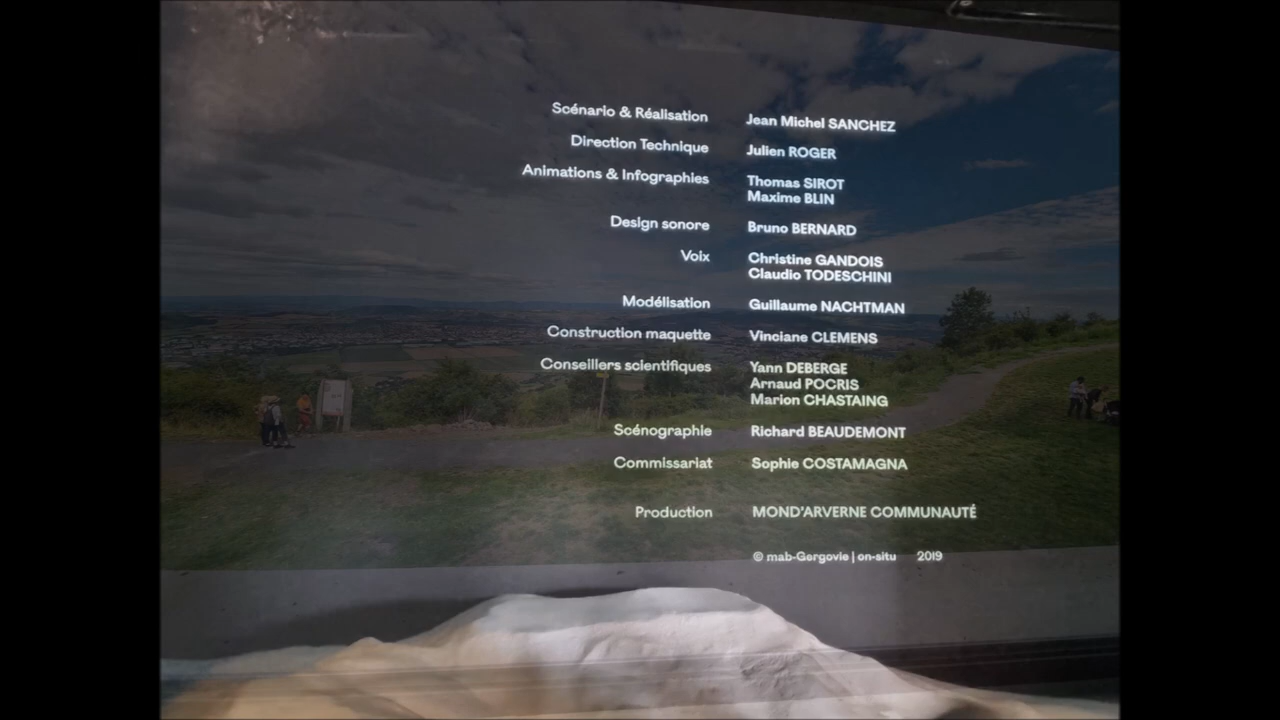 Scénario & Réalisation Jean Michel SANCHEZ
Direction Technique Julien ROGER
Animations & Infographies Thomas SIROT
Maxime BLIN
Design sonore Bruno BERNARD
Voix Christine GANDOIS
Claudio TODESCHINI
Modélisation Guillaume NACHTMAN
Construction maquette Vinciane CLEMENS
Conseillers scientifiques Yann DEBERGE
Arnaud POCRIS
Marion CHASTAING
Scénographie Richard BEAUDEMONT
Commissariat Sophie COSTAMAGNA
Production MOND'ARVERNE COMMUNAUTÉ
© mab-Gergovie | on-situ 2019